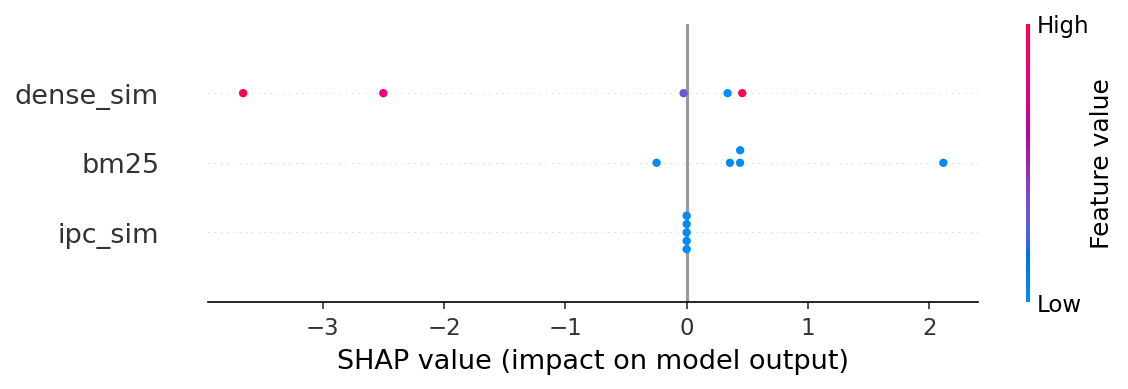 High
dense_sim
bm25
ipc_sim
Feature value
Low
−3 −2 −1 0 1 2
SHAP value (impact on model output)